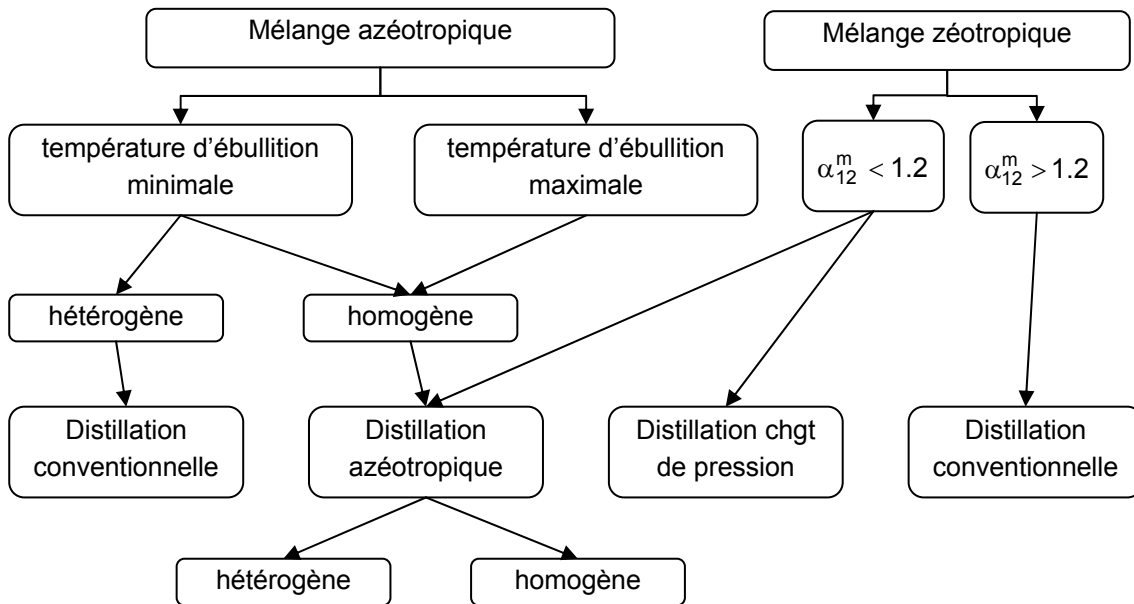 Mélange azéotropique
Mélange zéotropique
température d'ébullition
minimale
température d'ébullition
maximale
α₁₂ᵐ < 1.2
α₁₂ᵐ > 1.2
hétérogène
homogène
Distillation
conventionnelle
Distillation
azéotropique
Distillation chgt
de pression
Distillation
conventionnelle
hétérogène
homogène